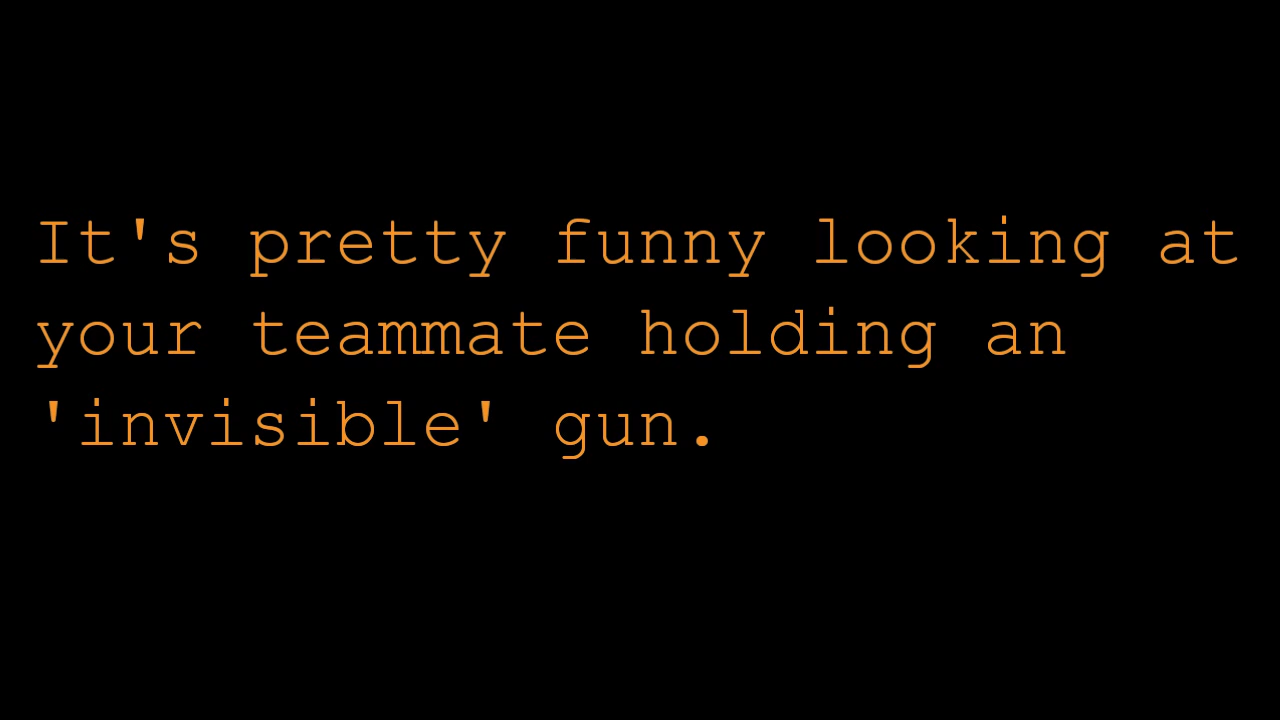 It's pretty funny looking at
your teammate holding an
'invisible' gun.